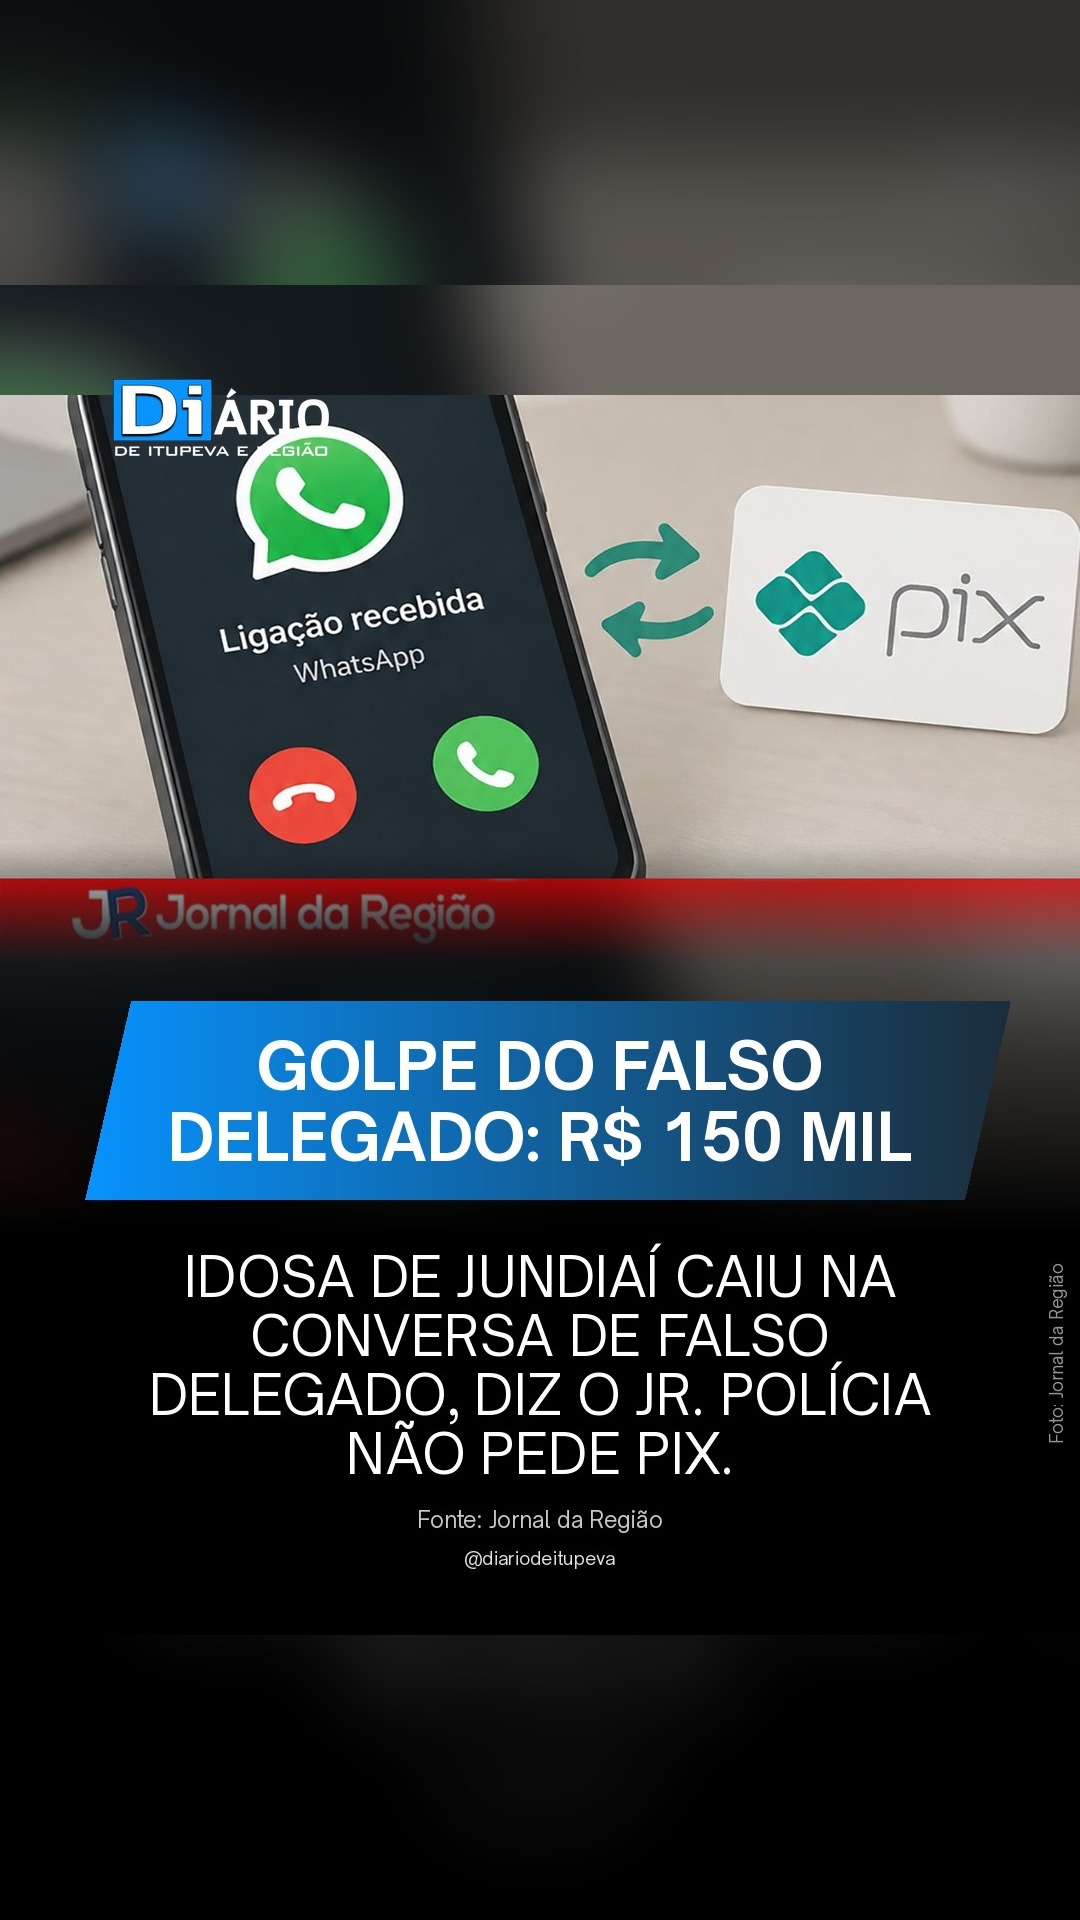 DiÁRIO
DE ITUPEVA E REGIÃO
Ligação recebida
WhatsApp
pix
JR Jornal da Região
GOLPE DO FALSO
DELEGADO: R$ 150 MIL
IDOSA DE JUNDIAÍ CAIU NA
CONVERSA DE FALSO
DELEGADO, DIZ O JR. POLÍCIA
NÃO PEDE PIX.
Foto: Jornal da Região
Fonte: Jornal da Região
@diariodeitupeva